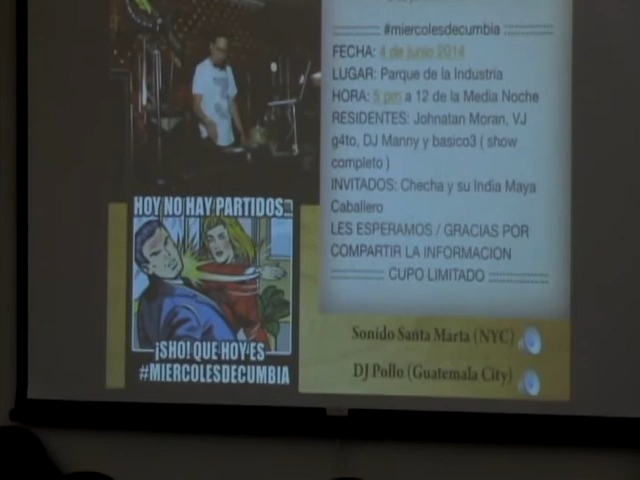 #miercolesdecumbia
FECHA: 4 de junio 2014
LUGAR: Parque de la Industria
HORA: 5 pm a 12 de la Media Noche
RESIDENTES: Johnatan Moran, VJ
g4to, DJ Manny y basico3 ( show
completo )
INVITADOS: Checha y su India Maya
Caballero
LES ESPERAMOS / GRACIAS POR
COMPARTIR LA INFORMACION
CUPO LIMITADO
HOY NO HAY PARTIDOS...
¡SHO! QUE HOY ES
#MIERCOLESDECUMBIA
Sonido Santa Marta (NYC)
DJ Pollo (Guatemala City)